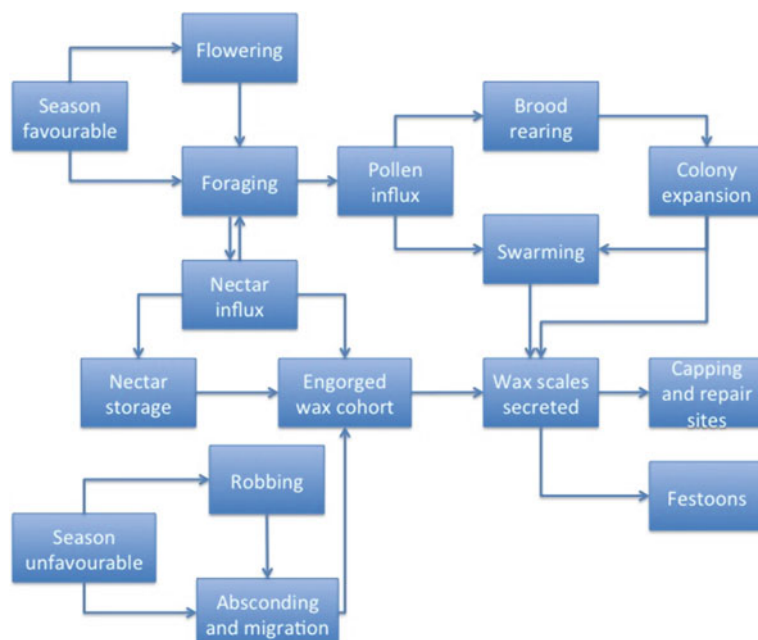 Flowering
Season
favourable
Foraging
Pollen
influx
Brood
rearing
Colony
expansion
Swarming
Nectar
influx
Nectar
storage
Engorged
wax cohort
Wax scales
secreted
Capping
and repair
sites
Robbing
Festoons
Season
unfavourable
Absconding
and migration